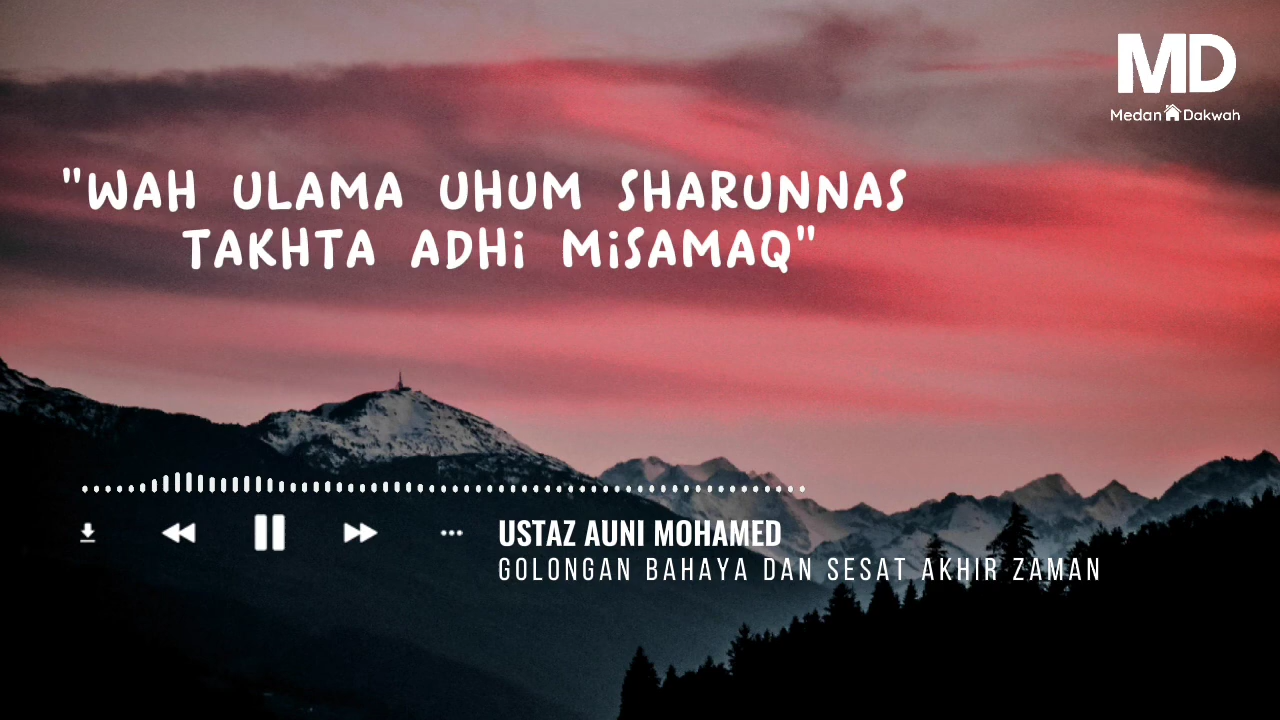 MD
Medan Dakwah
"WAH ULAMA UHUM SHARUNNAS
TAKHTA ADHi MiSAMAQ"
USTAZ AUNI MOHAMED
GOLONGAN BAHAYA DAN SESAT AKHIR ZAMAN